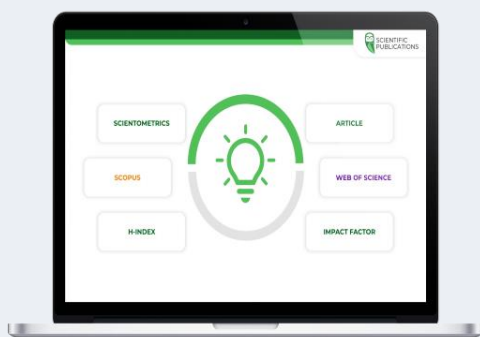 SCIENTIFIC
PUBLICATIONS
SCIENTOMETRICS
ARTICLE
SCOPUS
WEB OF SCIENCE
H-INDEX
IMPACT FACTOR